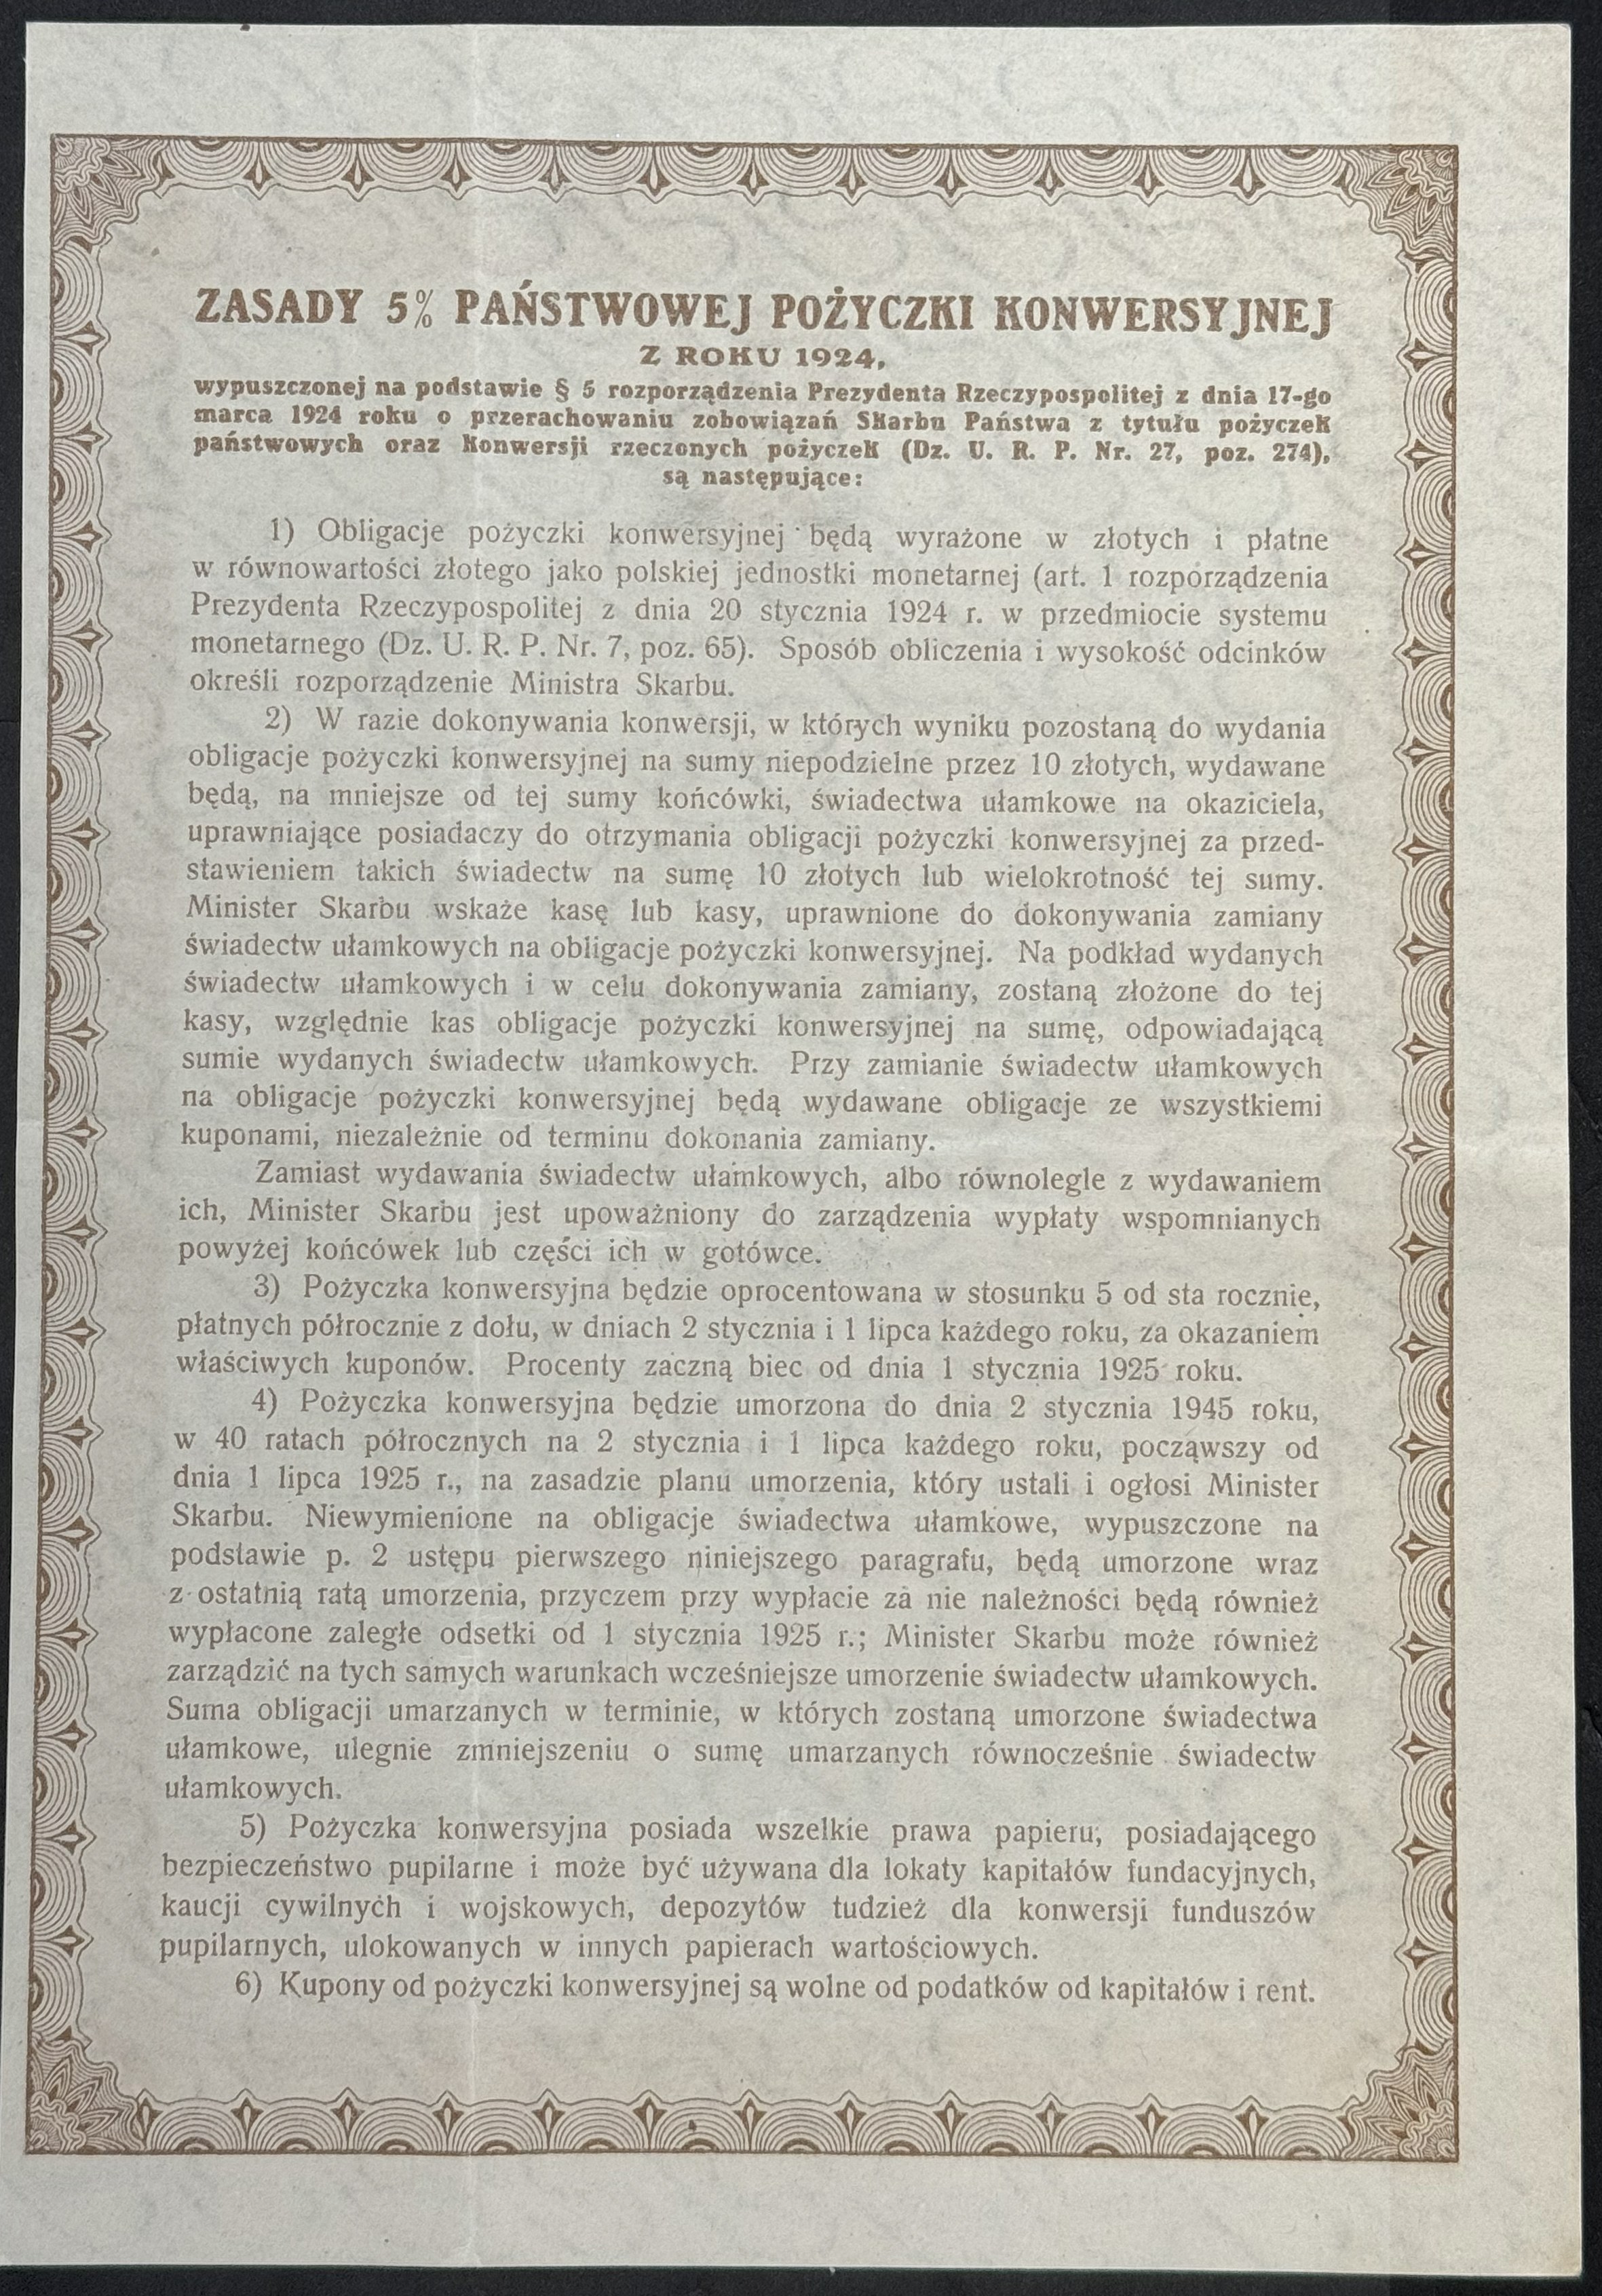 ZASADY 5% PAŃSTWOWEJ POŻYCZKI KONWERSYJNEJ
Z ROKU 1924,
wypuszczonej na podstawie § 5 rozporządzenia Prezydenta Rzeczypospolitej z dnia 17-go
marca 1924 roku o przerachowaniu zobowiązań Skarbu Państwa z tytułu pożyczek
państwowych oraz konwersji rzeczonych pożyczek (Dz. U. R. P. Nr. 27, poz. 274),
są następujące:
1) Obligacje pożyczki konwersyjnej będą wyrażone w złotych i płatne
w równowartości złotego jako polskiej jednostki monetarnej (art. 1 rozporządzenia
Prezydenta Rzeczypospolitej z dnia 20 stycznia 1924 r. w przedmiocie systemu
monetarnego (Dz. U. R. P. Nr. 7, poz. 65). Sposób obliczenia i wysokość odcinków
określi rozporządzenie Ministra Skarbu.
2) W razie dokonywania konwersji, w których wyniku pozostaną do wydania
obligacje pożyczki konwersyjnej na sumy niepodzielne przez 10 złotych, wydawane
będą, na mniejsze od tej sumy końcówki, świadectwa ułamkowe na okaziciela,
uprawniające posiadaczy do otrzymania obligacji pożyczki konwersyjnej za przed-
stawieniem takich świadectw na sumę 10 złotych lub wielokrotność tej sumy.
Minister Skarbu wskaże kasę lub kasy, uprawnione do dokonywania zamiany
świadectw ułamkowych na obligacje pożyczki konwersyjnej. Na podkład wydanych
świadectw ułamkowych i w celu dokonywania zamiany, zostaną złożone do tej
kasy, względnie kas obligacje pożyczki konwersyjnej na sumę, odpowiadającą
sumie wydanych świadectw ułamkowych. Przy zamianie świadectw ułamkowych
na obligacje pożyczki konwersyjnej będą wydawane obligacje ze wszystkiemi
kuponami, niezależnie od terminu dokonania zamiany.
Zamiast wydawania świadectw ułamkowych, albo równolegle z wydawaniem
ich, Minister Skarbu jest upoważniony do zarządzenia wypłaty wspomnianych
powyżej końcówek lub części ich w gotówce.
3) Pożyczka konwersyjna będzie oprocentowana w stosunku 5 od sta rocznie,
płatnych półrocznie z dołu, w dniach 2 stycznia i 1 lipca każdego roku, za okazaniem
właściwych kuponów. Procenty zaczną biec od dnia 1 stycznia 1925 roku.
4) Pożyczka konwersyjna będzie umorzona do dnia 2 stycznia 1945 roku,
w 40 ratach półrocznych na 2 stycznia i 1 lipca każdego roku, począwszy od
dnia 1 lipca 1925 r., na zasadzie planu umorzenia, który ustali i ogłosi Minister
Skarbu. Niewymienione na obligacje świadectwa ułamkowe, wypuszczone na
podstawie p. 2 ustępu pierwszego niniejszego paragrafu, będą umorzone wraz
z ostatnią ratą umorzenia, przyczem przy wypłacie za nie należności będą również
wypłacone zaległe odsetki od 1 stycznia 1925 r.; Minister Skarbu może również
zarządzić na tych samych warunkach wcześniejsze umorzenie świadectw ułamkowych.
Suma obligacji umarzanych w terminie, w których zostaną umorzone świadectwa
ułamkowe, ulegnie zmniejszeniu o sumę umarzanych równocześnie świadectw
ułamkowych.
5) Pożyczka konwersyjna posiada wszelkie prawa papieru, posiadającego
bezpieczeństwo pupilarne i może być używana dla lokaty kapitałów fundacyjnych,
kaucji cywilnych i wojskowych, depozytów tudzież dla konwersji funduszów
pupilarnych, ulokowanych w innych papierach wartościowych.
6) Kupony od pożyczki konwersyjnej są wolne od podatków od kapitałów i rent.